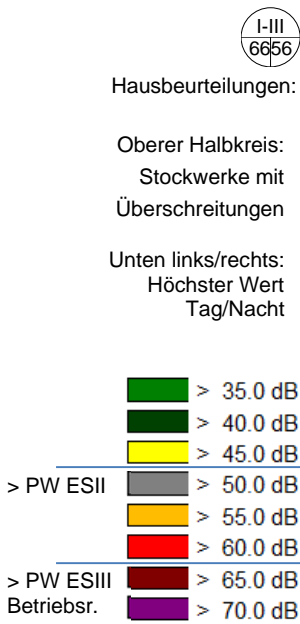 I-III
6656
Hausbeurteilungen:
Oberer Halbkreis:
Stockwerke mit
Überschreitungen
Unten links/rechts:
Höchster Wert
Tag/Nacht
> 35.0 dB
> 40.0 dB
> 45.0 dB
> PW ESII > 50.0 dB
> 55.0 dB
> 60.0 dB
> PW ESIII > 65.0 dB
Betriebsr. > 70.0 dB